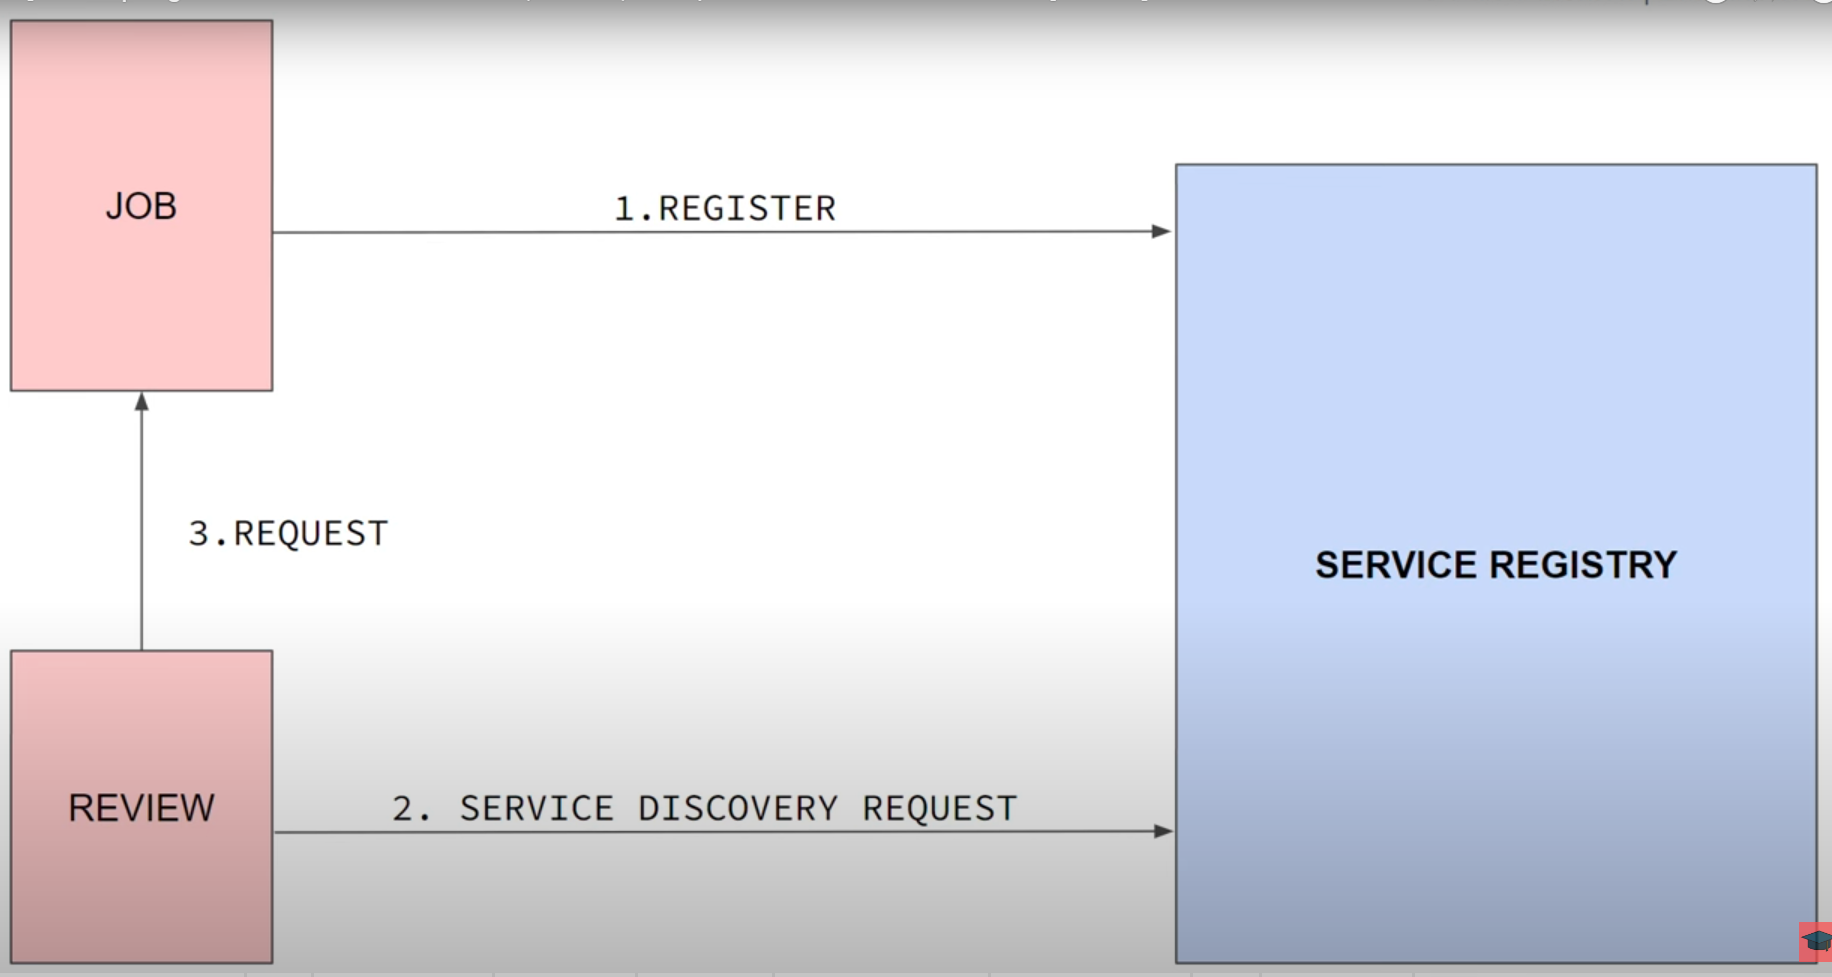 JOB
1.REGISTER
3.REQUEST
SERVICE REGISTRY
REVIEW
2. SERVICE DISCOVERY REQUEST